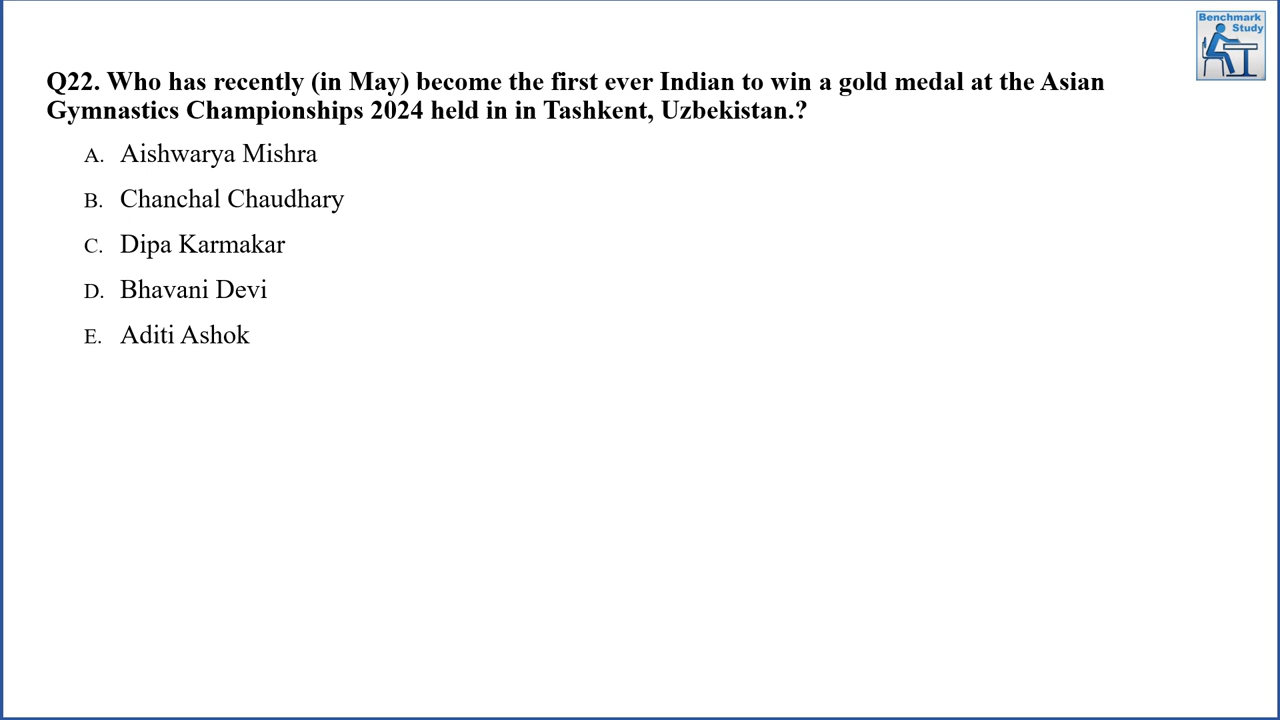 Benchmark
Study
Q22. Who has recently (in May) become the first ever Indian to win a gold medal at the Asian
Gymnastics Championships 2024 held in in Tashkent, Uzbekistan.?
A. Aishwarya Mishra
B. Chanchal Chaudhary
C. Dipa Karmakar
D. Bhavani Devi
E. Aditi Ashok